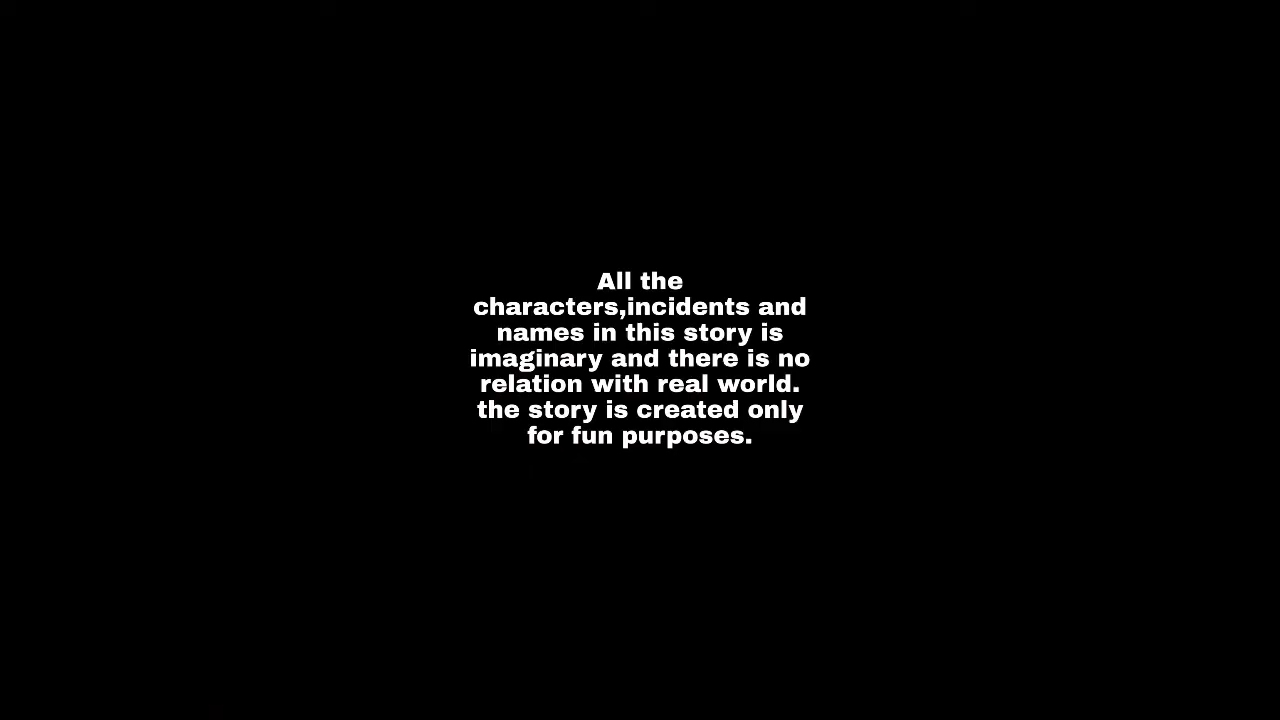 All the
characters,incidents and
names in this story is
imaginary and there is no
relation with real world.
the story is created only
for fun purposes.